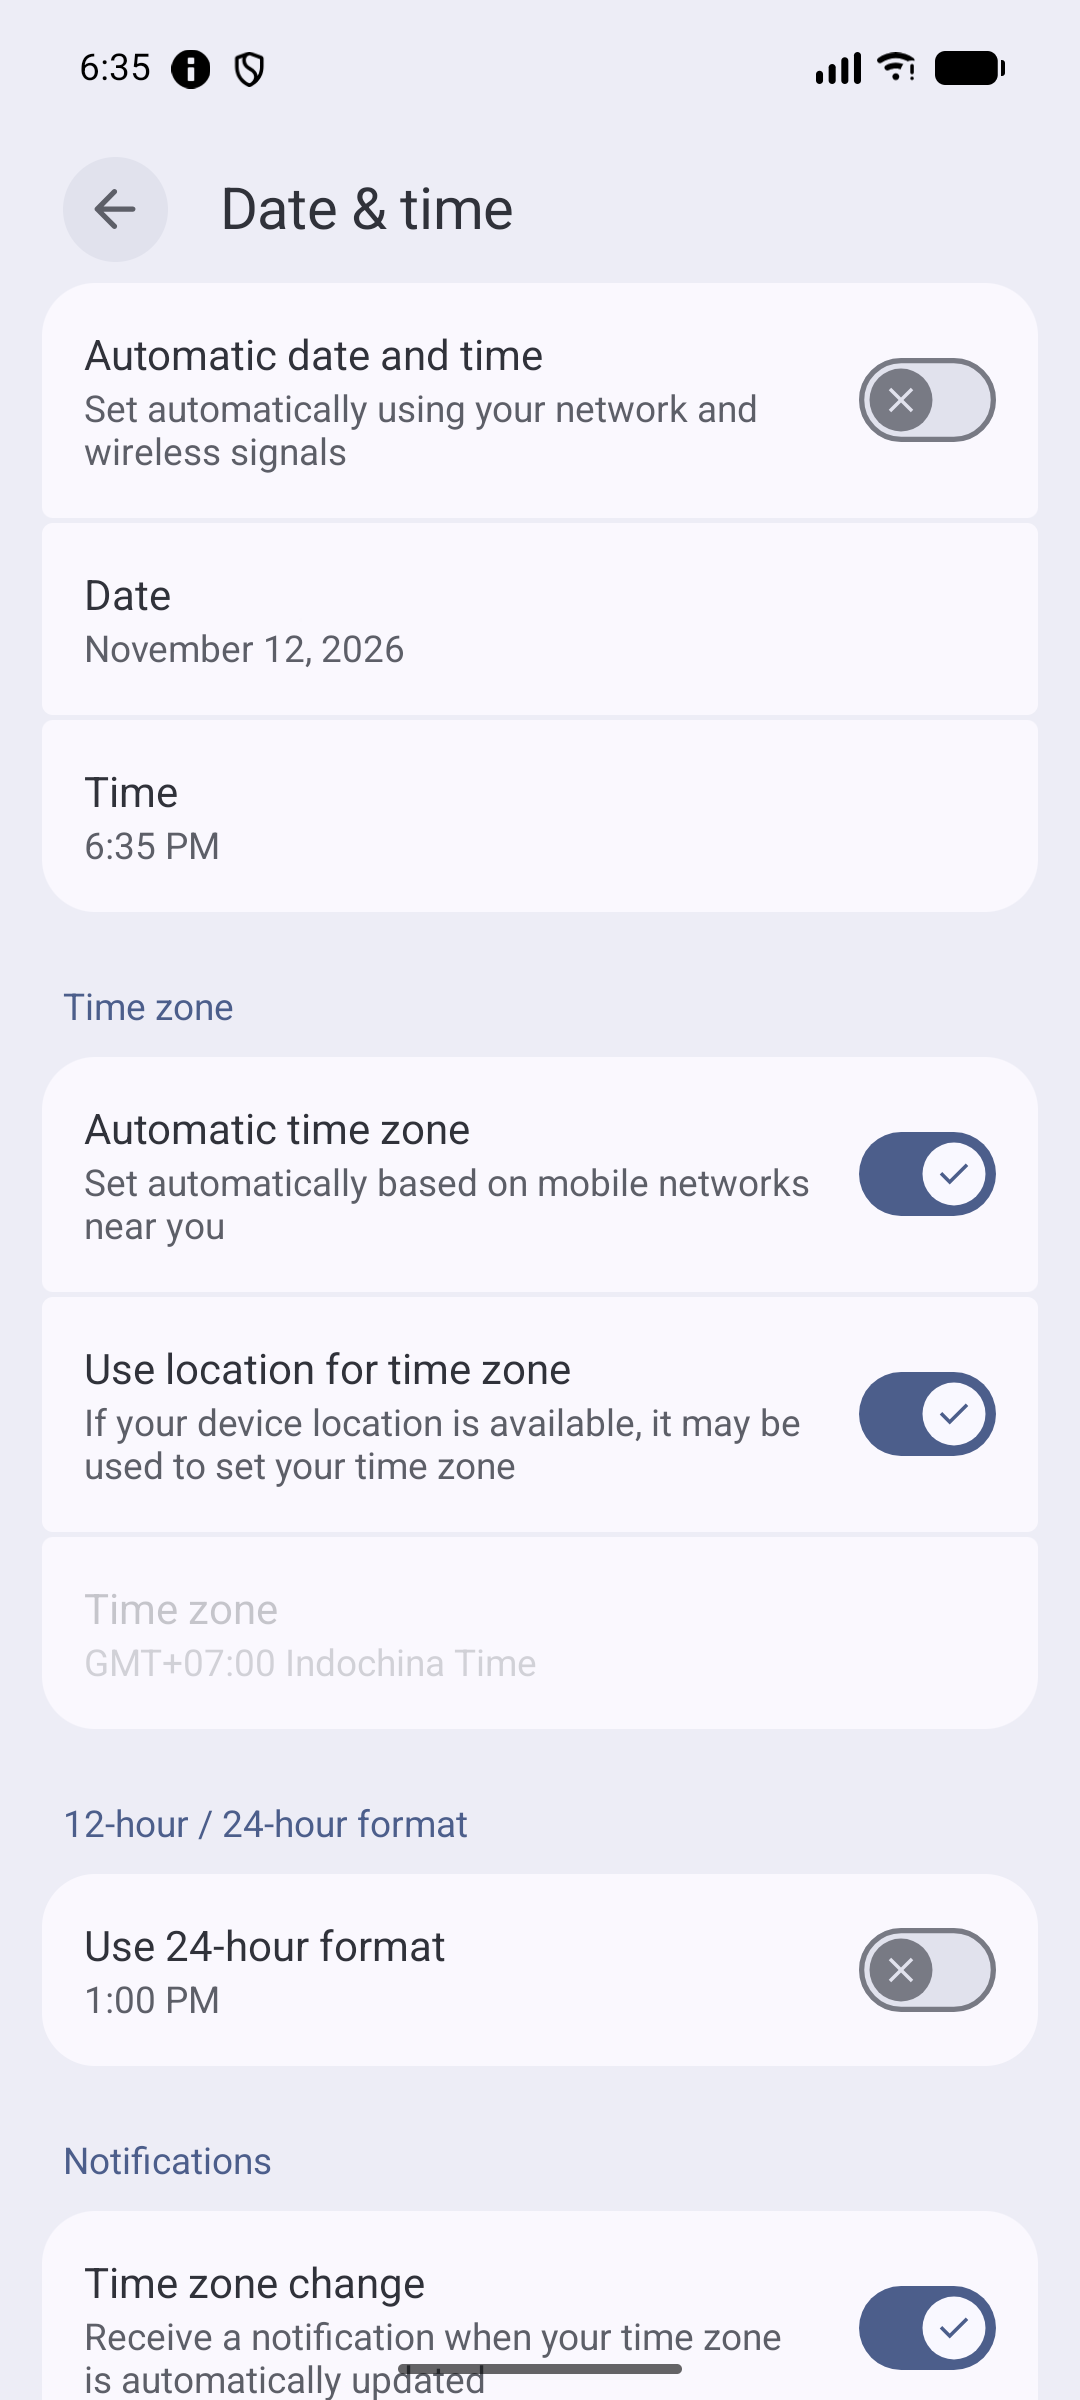 6:35
Date & time
Automatic date and time
Set automatically using your network and
wireless signals
Date
November 12, 2026
Time
6:35 PM
Time zone
Automatic time zone
Set automatically based on mobile networks
near you
Use location for time zone
If your device location is available, it may be
used to set your time zone
Time zone
GMT+07:00 Indochina Time
12-hour / 24-hour format
Use 24-hour format
1:00 PM
Notifications
Time zone change
Receive a notification when your time zone
is automatically updated